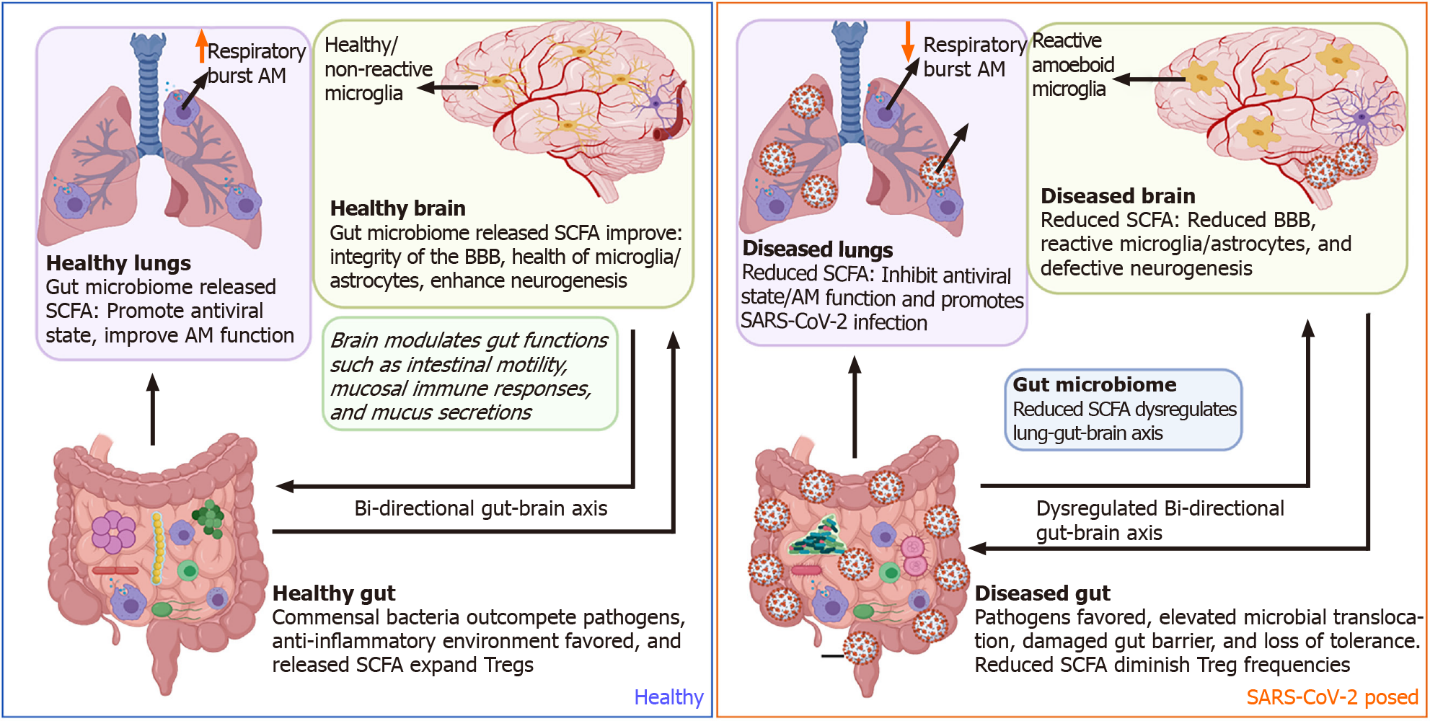 Respiratory
burst AM
Healthy lungs
Gut microbiome released
SCFA: Promote antiviral
state, improve AM function
Healthy/
non-reactive
microglia
Healthy brain
Gut microbiome released SCFA improve:
integrity of the BBB, health of microglia/
astrocytes, enhance neurogenesis
Brain modulates gut functions
such as intestinal motility,
mucosal immune responses,
and mucus secretions
Bi-directional gut-brain axis
Healthy gut
Commensal bacteria outcompete pathogens,
anti-inflammatory environment favored, and
released SCFA expand Tregs
Healthy
Respiratory
burst AM
Diseased lungs
Reduced SCFA: Inhibit antiviral
state/AM function and promotes
SARS-CoV-2 infection
Reactive
amoeboid
microglia
Diseased brain
Reduced SCFA: Reduced BBB,
reactive microglia/astrocytes, and
defective neurogenesis
Gut microbiome
Reduced SCFA dysregulates
lung-gut-brain axis
Dysregulated Bi-directional
gut-brain axis
Diseased gut
Pathogens favored, elevated microbial transloca-
tion, damaged gut barrier, and loss of tolerance.
Reduced SCFA diminish Treg frequencies
SARS-CoV-2 posed